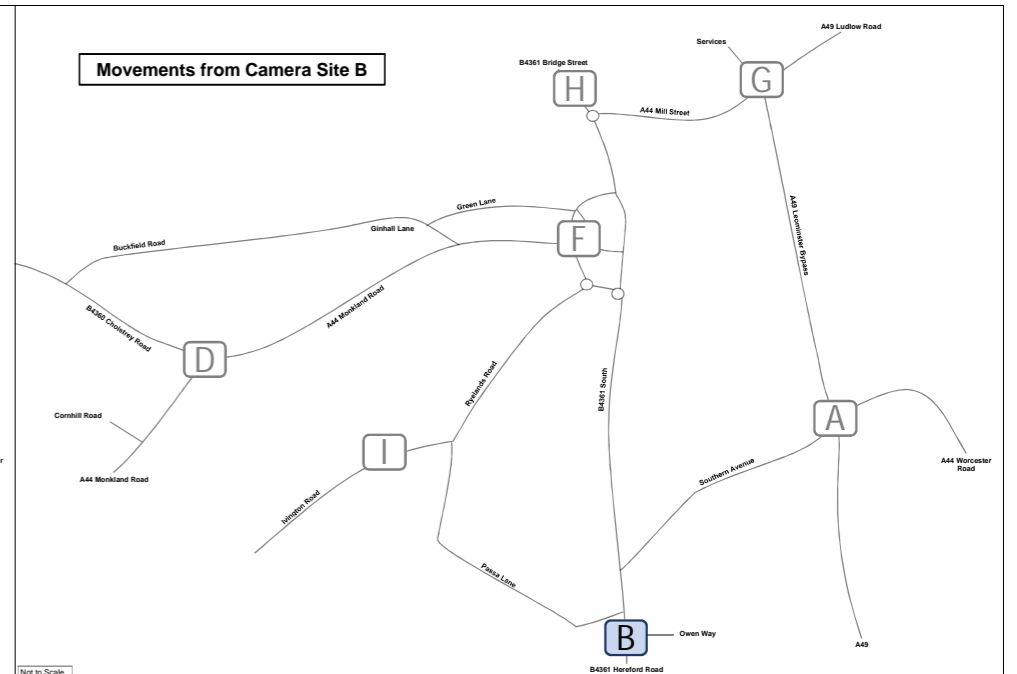 A49 Ludlow Road
Services
Movements from Camera Site B
B4361 Bridge Street
H
G
A44 Mill Street
Green Lane
Ginhall Lane
F
Buckfield Road
A49 Leominster Bypass
A44 Monkland Road
B4360 Cholstrey Road
D
Ryelands Road
B4361 South
Cornhill Road
A
I
A44 Worcester
Road
r
Southern Avenue
A44 Monkland Road
Ivington Road
Passa Lane
B
Owen Way
A49
B4361 Hereford Road
Not to Scale